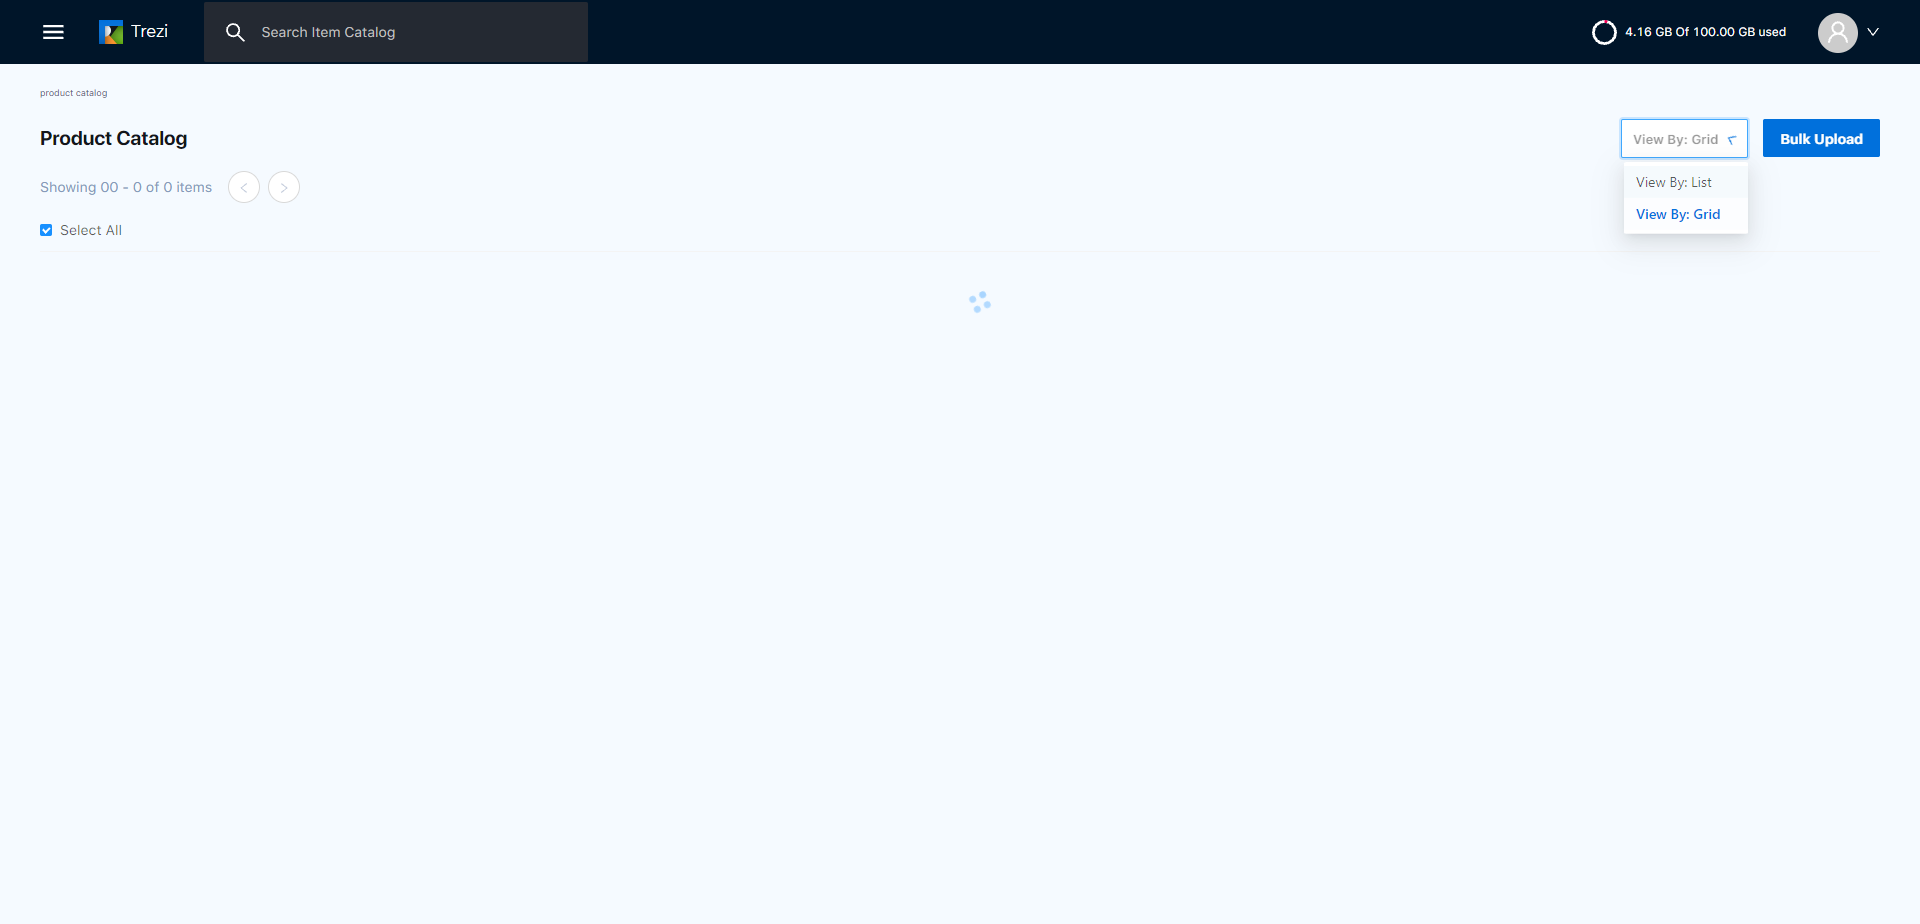 Trezi
Search Item Catalog
4.16 GB Of 100.00 GB used
product catalog
Product Catalog
View By: Grid
Bulk Upload
Showing 00 - 0 of 0 items
View By: List
View By: Grid
Select All